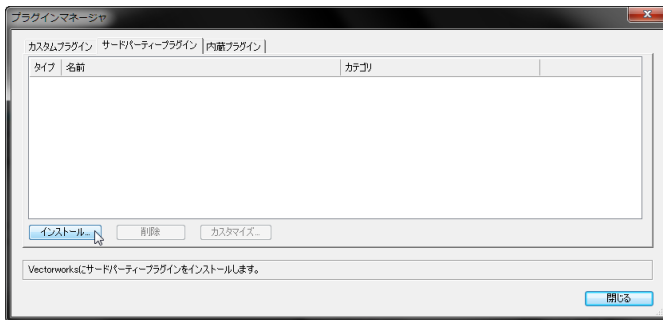 プラグインマネージャ
カスタムプラグイン サードパーティープラグイン 内蔵プラグイン
タイプ 名前 カテゴリ
インストール... 削除 カスタマイズ...
Vectorworksにサードパーティープラグインをインストールします。
閉じる